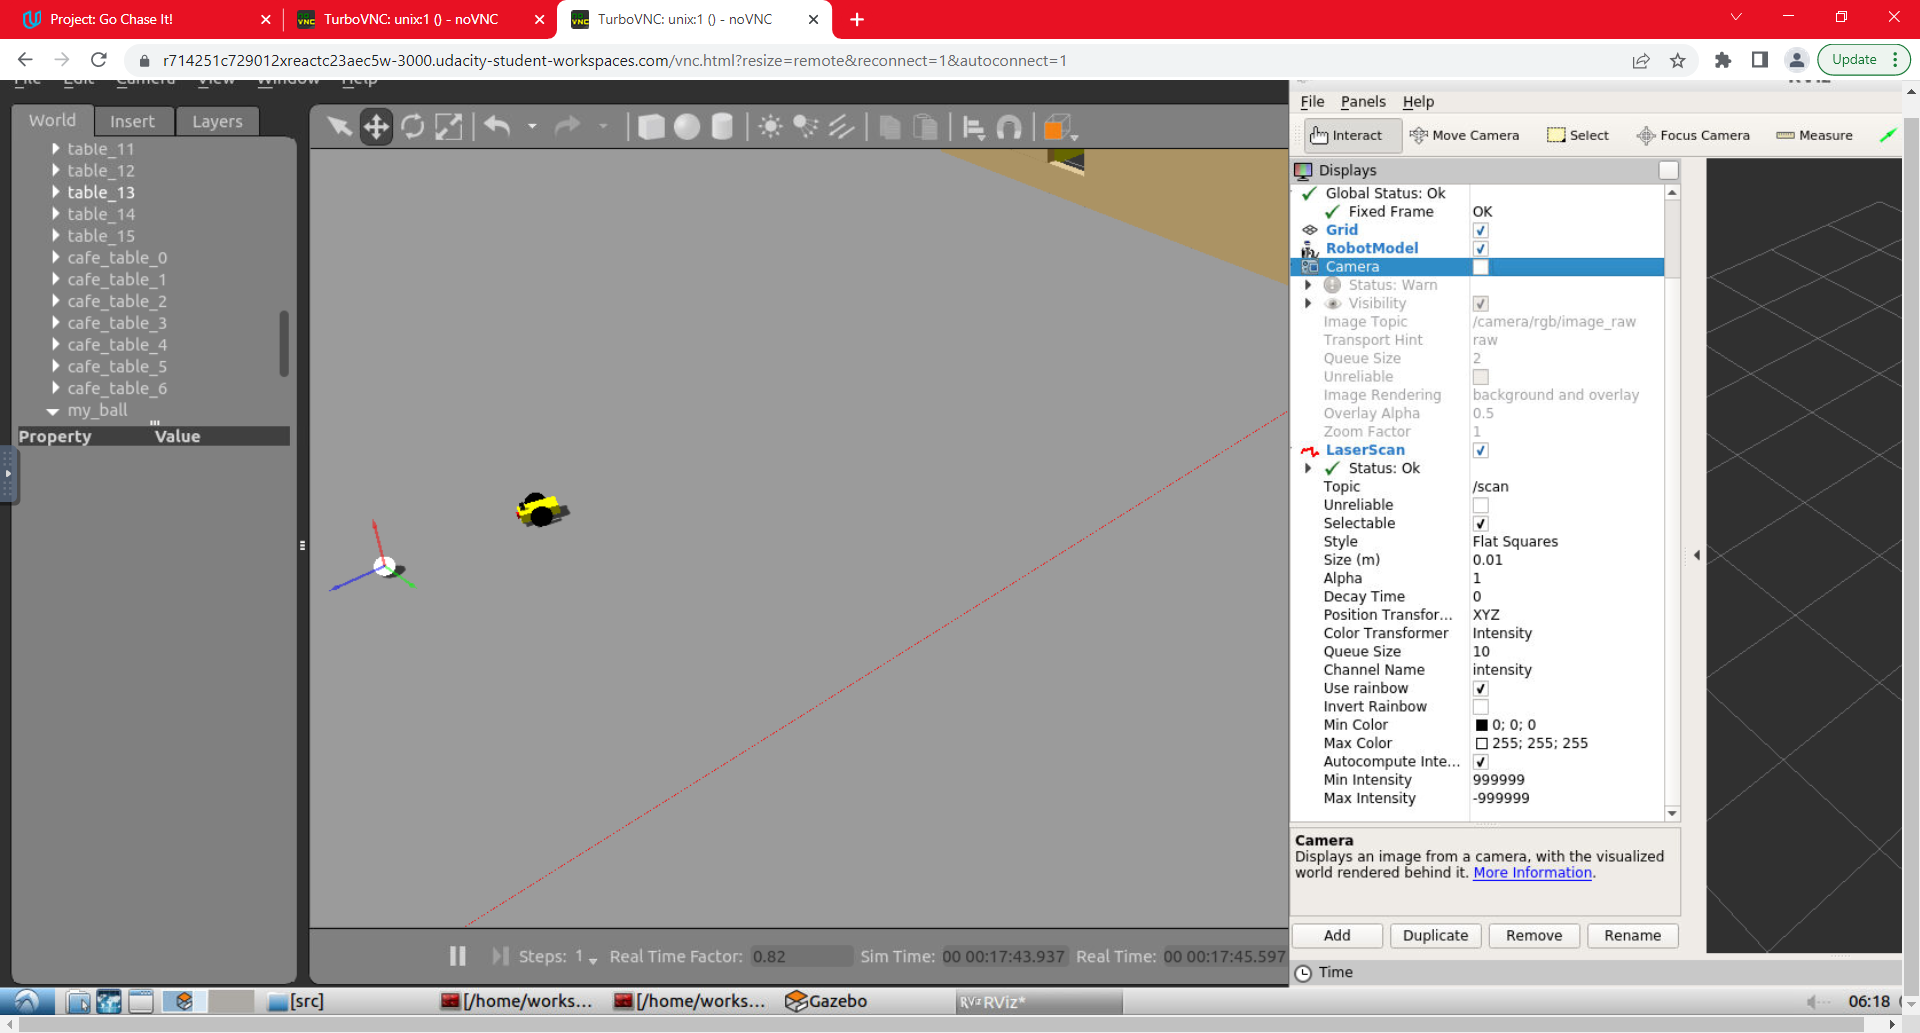 Project: Go Chase It!
TurboVNC: unix:1 () - noVNC
TurboVNC: unix:1 () - noVNC
r714251c729012xreactc23aec5w-3000.udacity-student-workspaces.com/vnc.html?resize=remote&reconnect=1&autoconnect=1
Update
File Edit Camera View Window Help
World Insert Layers
table_11
table_12
table_13
table_14
table_15
cafe_table_0
cafe_table_1
cafe_table_2
cafe_table_3
cafe_table_4
cafe_table_5
cafe_table_6
my_ball
Property Value
Steps: 1 Real Time Factor: 0.82 Sim Time: 00 00:17:43.937 Real Time: 00 00:17:45.597
RViz
File Panels Help
Interact Move Camera Select Focus Camera Measure
Displays
Global Status: Ok
Fixed Frame OK
Grid
RobotModel
Camera
Status: Warn
Visibility
Image Topic /camera/rgb/image_raw
Transport Hint raw
Queue Size 2
Unreliable
Image Rendering background and overlay
Overlay Alpha 0.5
Zoom Factor 1
LaserScan
Status: Ok
Topic /scan
Unreliable
Selectable
Style Flat Squares
Size (m) 0.01
Alpha 1
Decay Time 0
Position Transfor... XYZ
Color Transformer Intensity
Queue Size 10
Channel Name intensity
Use rainbow
Invert Rainbow
Min Color 0; 0; 0
Max Color 255; 255; 255
Autocompute Inte...
Min Intensity 999999
Max Intensity -999999
Camera
Displays an image from a camera, with the visualized
world rendered behind it. More Information.
Add Duplicate Remove Rename
Time
[src] [/home/works... [/home/works... Gazebo RViz* 06:18